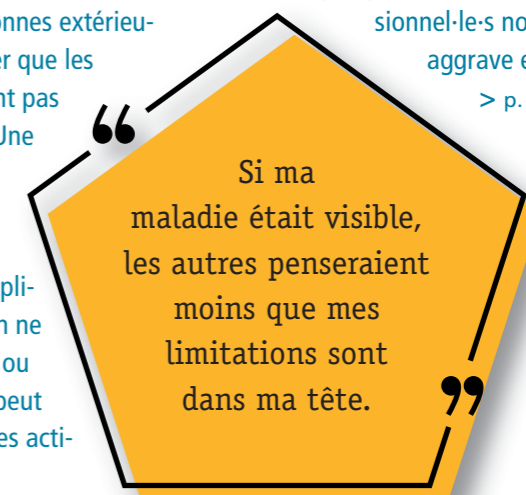 onnes extérieu-
er que les
nt pas
Une
pli-
n ne
ou
peut
es acti-
“
Si ma
maladie était visible,
les autres penseraient
moins que mes
limitations sont
dans ma tête.
”
sionnel·le·s no
aggrave e
> p.